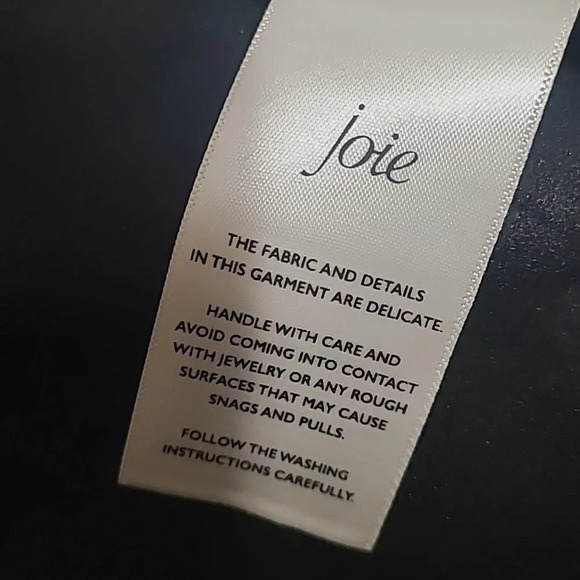 joie
THE FABRIC AND DETAILS
IN THIS GARMENT ARE DELICATE.
HANDLE WITH CARE AND
AVOID COMING INTO CONTACT
WITH JEWELRY OR ANY ROUGH
SURFACES THAT MAY CAUSE
SNAGS AND PULLS.
FOLLOW THE WASHING
INSTRUCTIONS CAREFULLY.